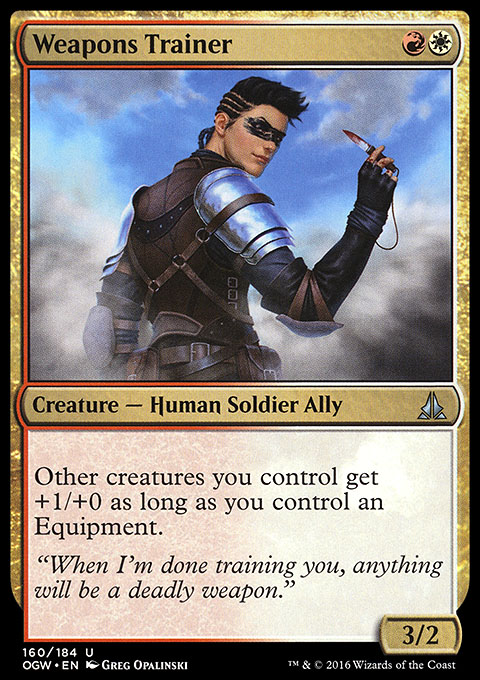 Weapons Trainer
Creature — Human Soldier Ally
Other creatures you control get
+1/+0 as long as you control an
Equipment.
“When I’m done training you, anything
will be a deadly weapon.”
3/2
160/184 U
OGW • EN Greg Opalinski
™ & © 2016 Wizards of the Coast